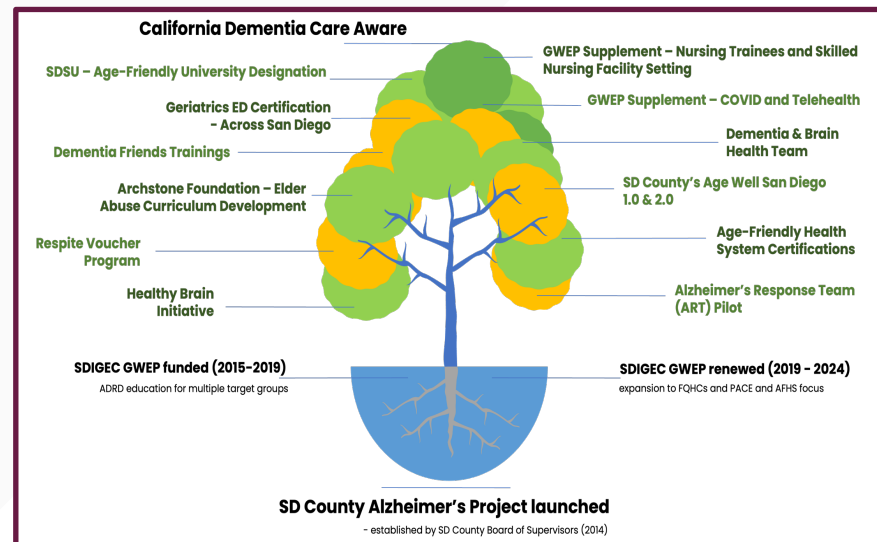 California Dementia Care Aware
GWEP Supplement – Nursing Trainees and Skilled
Nursing Facility Setting
SDSU – Age-Friendly University Designation
GWEP Supplement – COVID and Telehealth
Geriatrics ED Certification
- Across San Diego
Dementia & Brain
Health Team
Dementia Friends Trainings
SD County's Age Well San Diego
1.0 & 2.0
Archstone Foundation – Elder
Abuse Curriculum Development
Age-Friendly Health
System Certifications
Respite Voucher
Program
Alzheimer's Response Team
(ART) Pilot
Healthy Brain
Initiative
SDIGEC GWEP funded (2015-2019)
ADRD education for multiple target groups
SDIGEC GWEP renewed (2019 - 2024)
expansion to FQHCs and PACE and AFHS focus
SD County Alzheimer's Project launched
- established by SD County Board of Supervisors (2014)